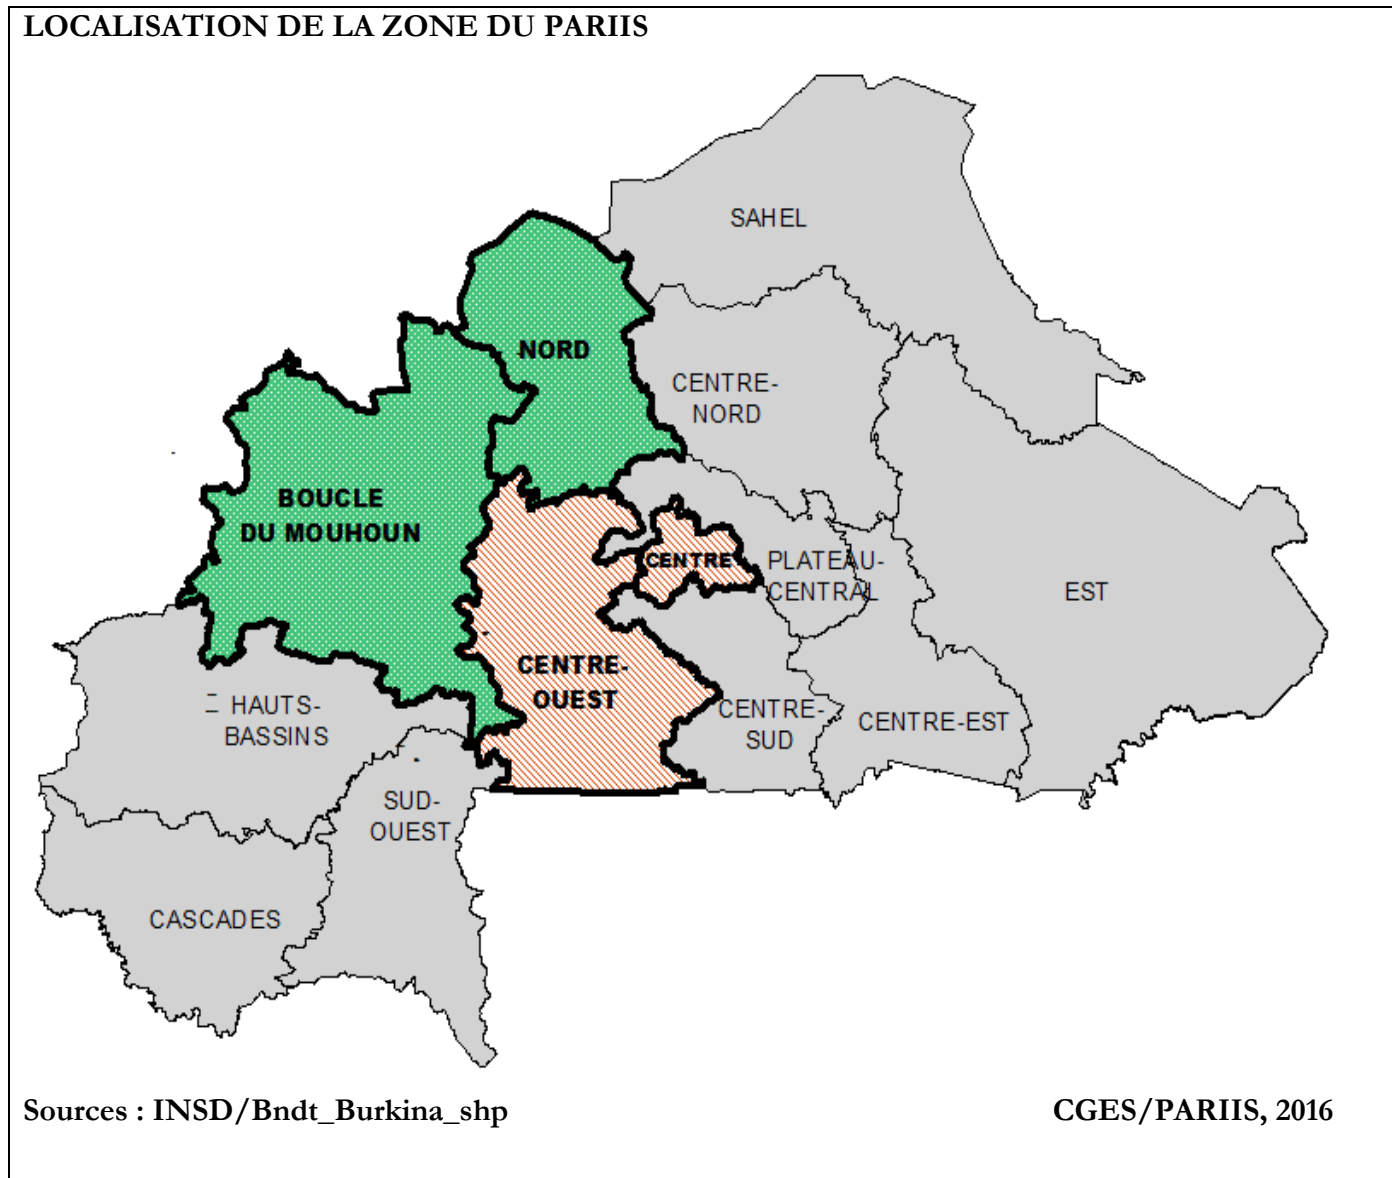 LOCALISATION DE LA ZONE DU PARIIS
SAHEL
NORD
CENTRE-
NORD
BOUCLE
DU MOUHOUN
CENTRE
PLATEAU-
CENTRAL
EST
CENTRE-
OUEST
HAUTS-
BASSINS
CENTRE-
SUD
CENTRE-EST
SUD-
OUEST
CASCADES
Sources : INSD/Bndt_Burkina_shp
CGES/PARIIS, 2016